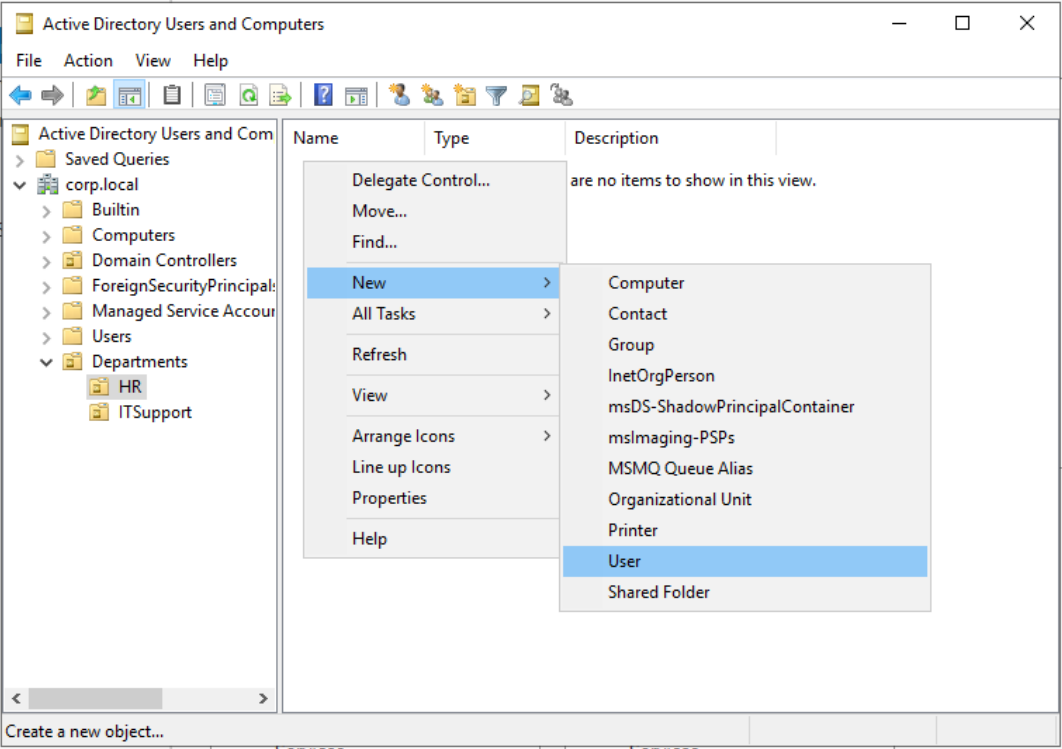 Active Directory Users and Computers
File Action View Help
Active Directory Users and Com
Saved Queries
corp.local
Builtin
Computers
Domain Controllers
ForeignSecurityPrincipals
Managed Service Accour
Users
Departments
HR
ITSupport
Name Type Description
are no items to show in this view.
Delegate Control...
Move...
Find...
New
All Tasks
Refresh
View
Arrange Icons
Line up Icons
Properties
Help
Computer
Contact
Group
InetOrgPerson
msDS-ShadowPrincipalContainer
msImaging-PSPs
MSMQ Queue Alias
Organizational Unit
Printer
User
Shared Folder
Create a new object...